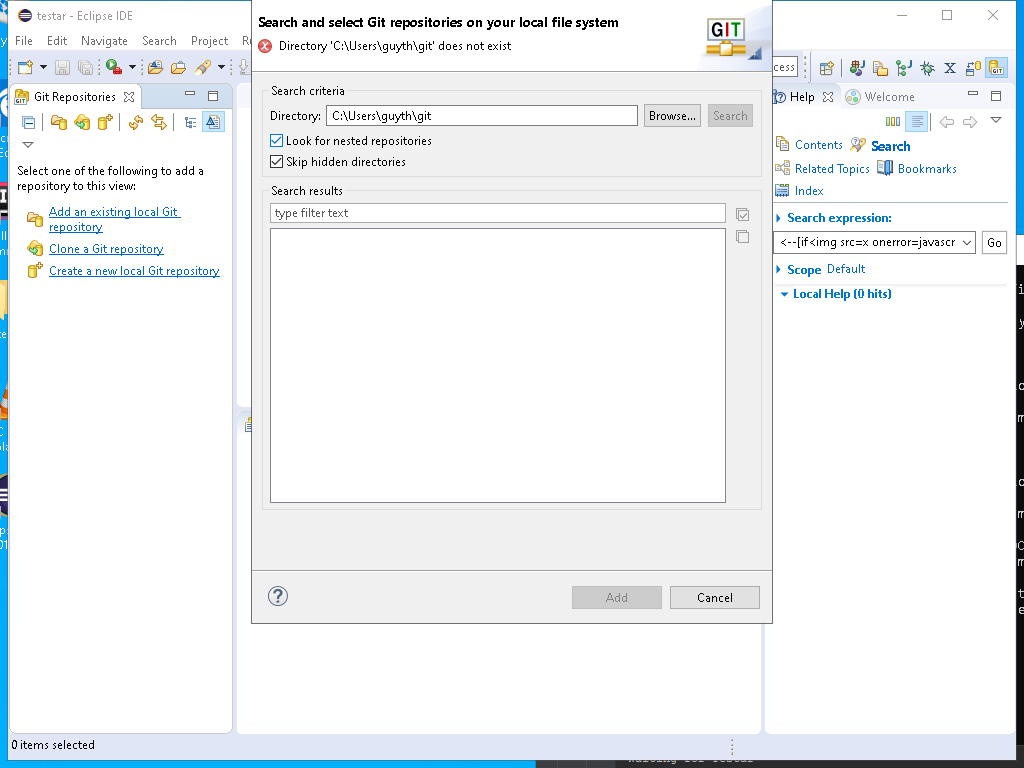 testar - Eclipse IDE
File Edit Navigate Search Project
Git Repositories
Select one of the following to add a
repository to this view:
Add an existing local Git
repository
Clone a Git repository
Create a new local Git repository
0 items selected
Search and select Git repositories on your local file system
Directory 'C:\Users\guyth\git' does not exist
GIT
Search criteria
Directory: C:\Users\guyth\git Browse... Search
Look for nested repositories
Skip hidden directories
Search results
type filter text
Add Cancel
cess
Help Welcome
Contents Search
Related Topics Bookmarks
Index
Search expression:
<--[if<img src=x onerror=javascr Go
Scope Default
Local Help (0 hits)